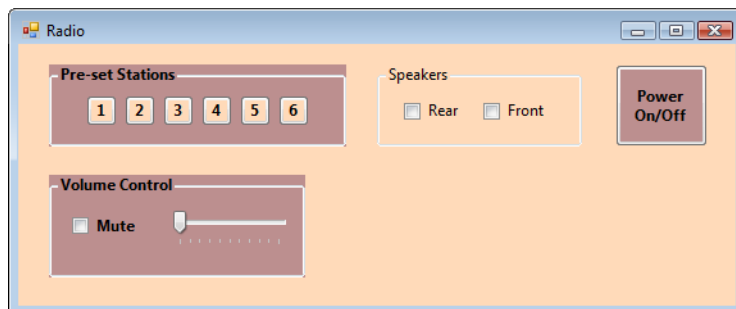 Radio
Pre-set Stations
1 2 3 4 5 6
Speakers
Rear Front
Power
On/Off
Volume Control
Mute